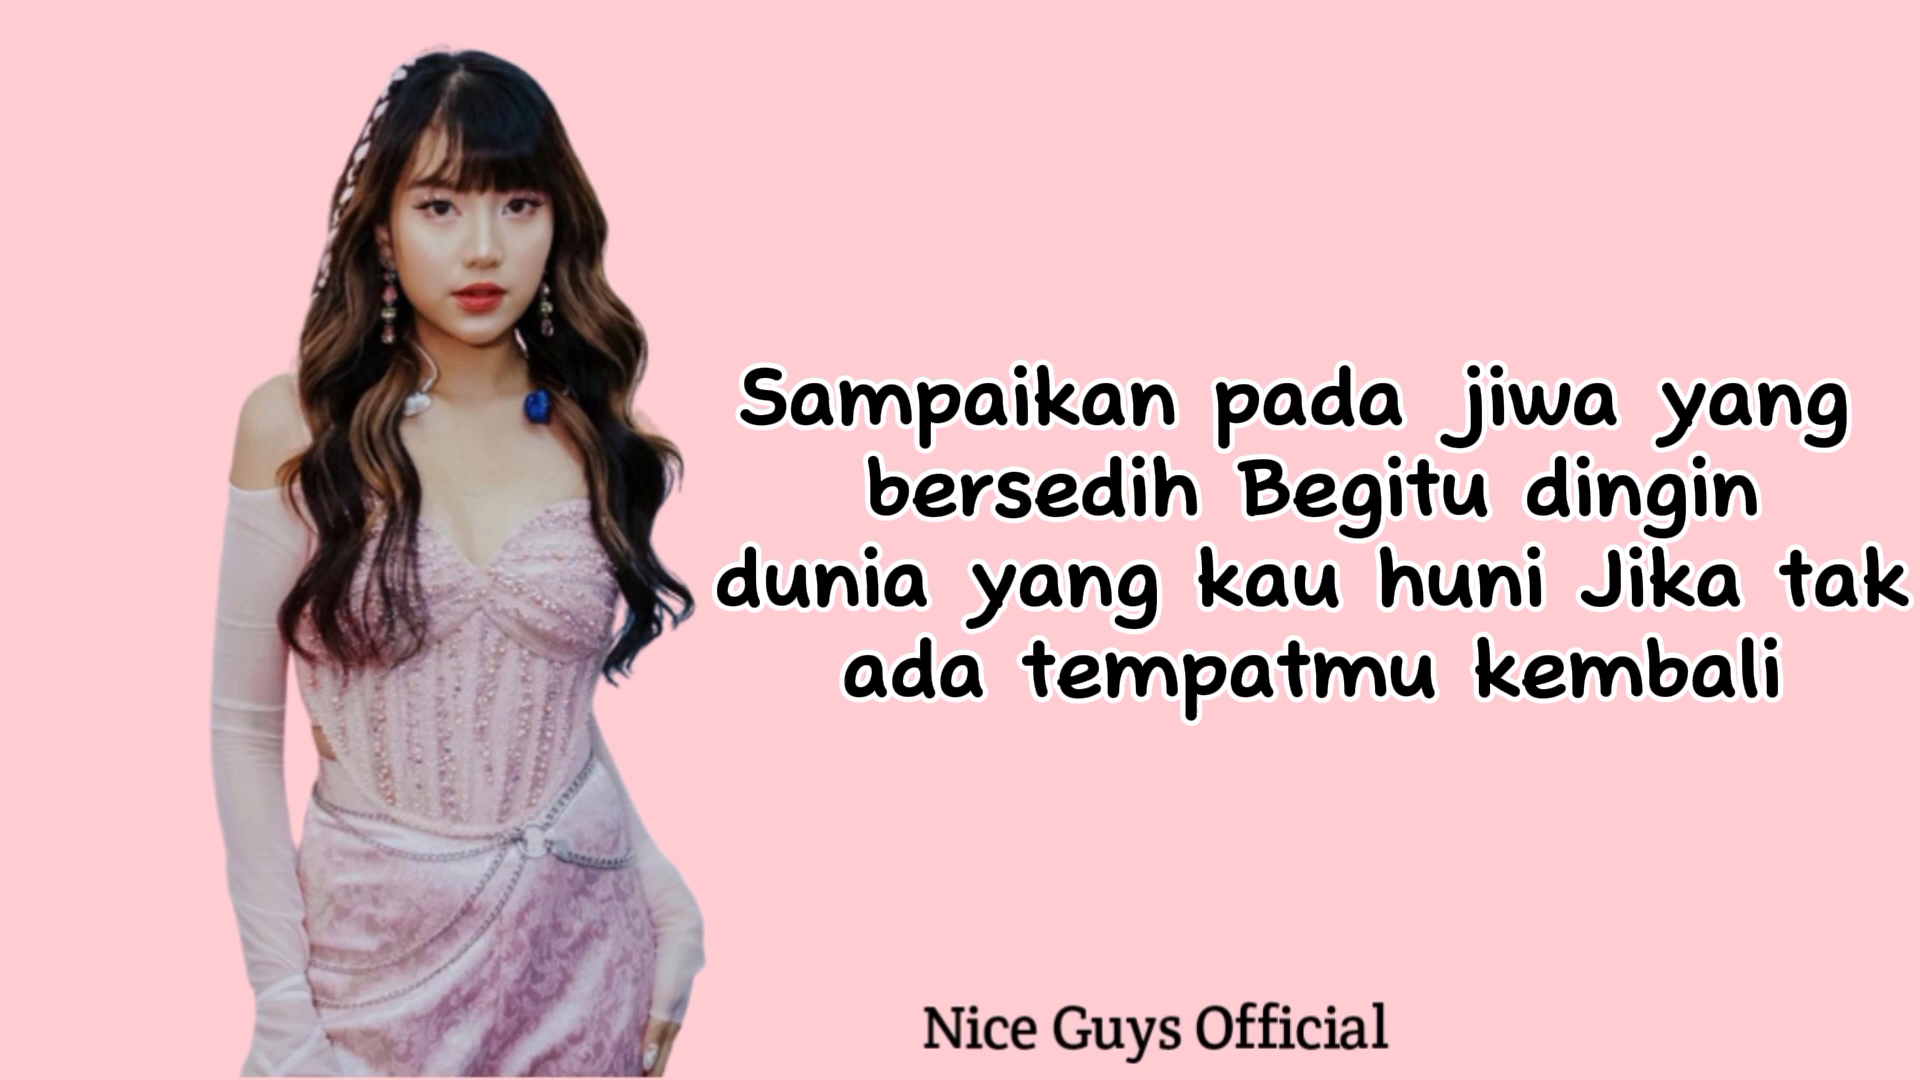 Sampaikan pada jiwa yang
bersedih Begitu dingin
dunia yang kau huni Jika tak
ada tempatmu kembali
Nice Guys Official